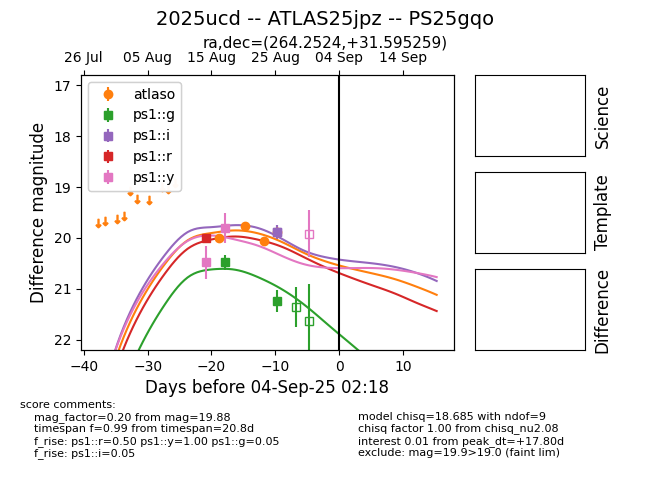 2025ucd -- ATLAS25jpz -- PS25gqo
ra,dec=(264.2524,+31.595259)
26 Jul 05 Aug 15 Aug 25 Aug 04 Sep 14 Sep
17
18
19
20
21
22
Difference magnitude
atlaso
ps1::g
ps1::i
ps1::r
ps1::y
−40 −30 −20 −10 0 10
Days before 04-Sep-25 02:18
Science
Template
Difference
score comments:
mag_factor=0.20 from mag=19.88
timespan f=0.99 from timespan=20.8d
f_rise: ps1::r=0.50 ps1::y=1.00 ps1::g=0.05
f_rise: ps1::i=0.05
model chisq=18.685 with ndof=9
chisq factor 1.00 from chisq_nu2.08
interest 0.01 from peak_dt=+17.80d
exclude: mag=19.9>19.0 (faint lim)